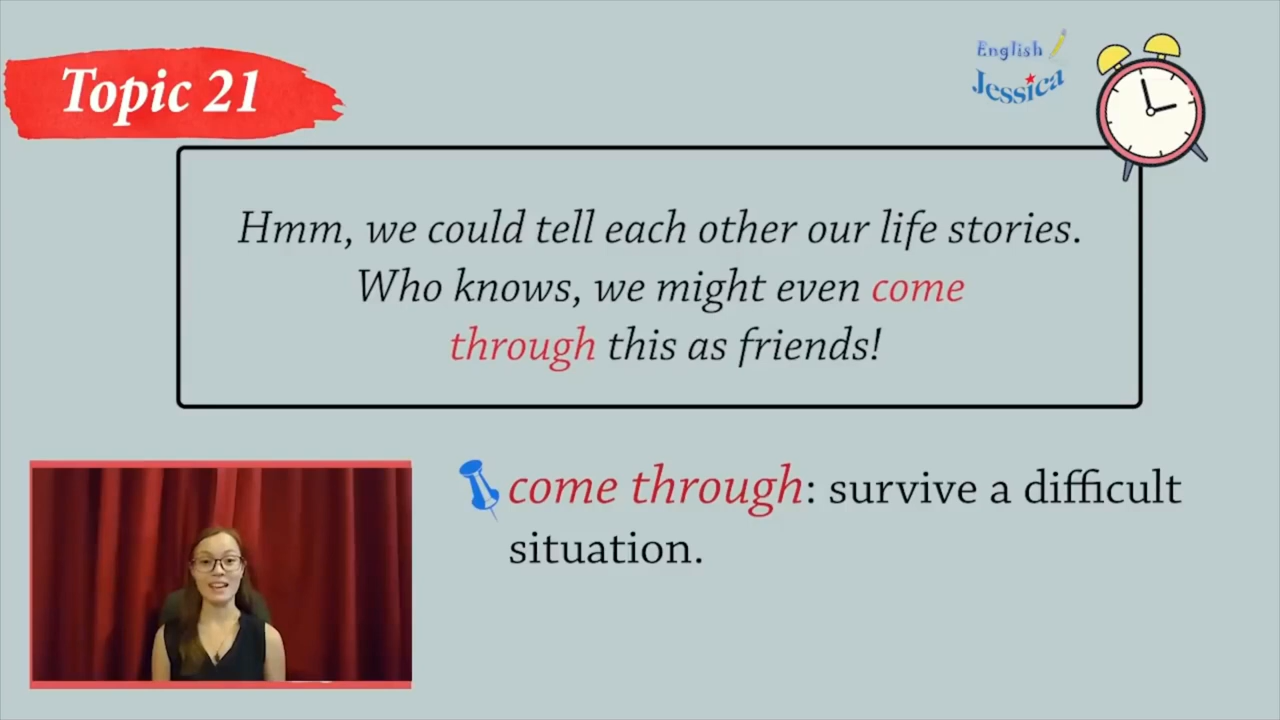 Topic 21
English
Jessica
Hmm, we could tell each other our life stories.
Who knows, we might even come
through this as friends!
come through: survive a difficult
situation.